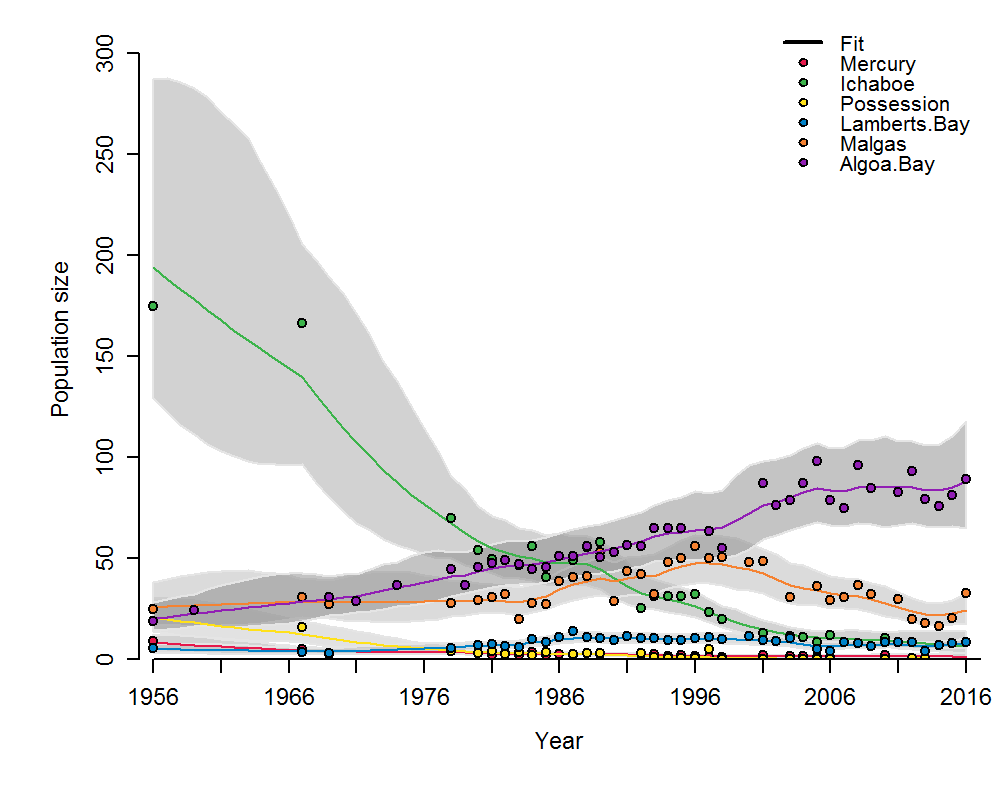 Fit
Mercury
Ichaboe
Possession
Lamberts.Bay
Malgas
Algoa.Bay
Population size
300
250
200
150
100
50
0
1956 1966 1976 1986 1996 2006 2016
Year